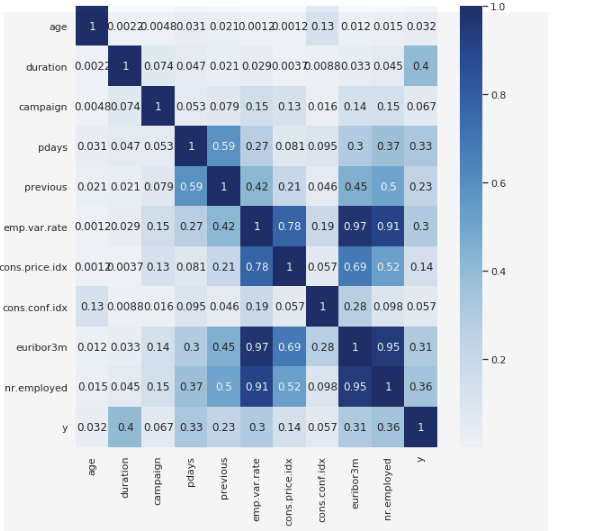 age 1 0.0022 0.0048 0.031 0.021 0.0012 0.0012 0.13 0.012 0.015 0.032
duration 0.0022 1 0.074 0.047 0.021 0.029 0.0037 0.0088 0.033 0.045 0.4
campaign 0.0048 0.074 1 0.053 0.079 0.15 0.13 0.016 0.14 0.15 0.067
pdays 0.031 0.047 0.053 1 0.59 0.27 0.081 0.095 0.3 0.37 0.33
previous 0.021 0.021 0.079 0.59 1 0.42 0.21 0.046 0.45 0.5 0.23
emp.var.rate 0.0012 0.029 0.15 0.27 0.42 1 0.78 0.19 0.97 0.91 0.3
cons.price.idx 0.0012 0.0037 0.13 0.081 0.21 0.78 1 0.057 0.69 0.52 0.14
cons.conf.idx 0.13 0.0088 0.016 0.095 0.046 0.19 0.057 1 0.28 0.098 0.057
euribor3m 0.012 0.033 0.14 0.3 0.45 0.97 0.69 0.28 1 0.95 0.31
nr.employed 0.015 0.045 0.15 0.37 0.5 0.91 0.52 0.098 0.95 1 0.36
y 0.032 0.4 0.067 0.33 0.23 0.3 0.14 0.057 0.31 0.36 1
age duration campaign pdays previous emp.var.rate cons.price.idx cons.conf.idx euribor3m nr.employed y
1.0
0.8
0.6
0.4
0.2